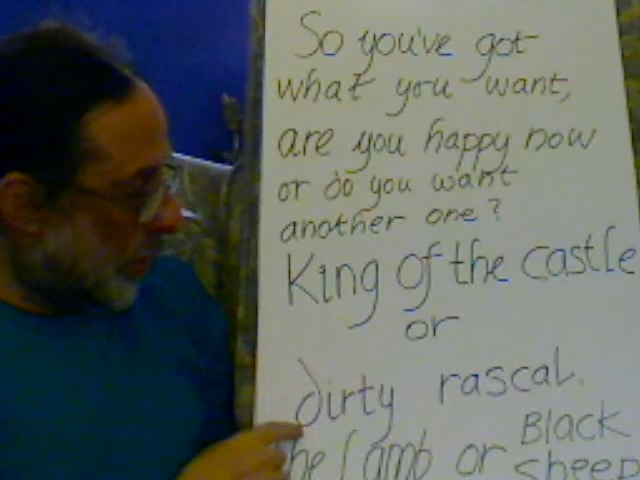 So you've got
what you want,
are you happy now
or do you want
another one?
King of the castle
or
dirty rascal.
he lamb or Black
sheep